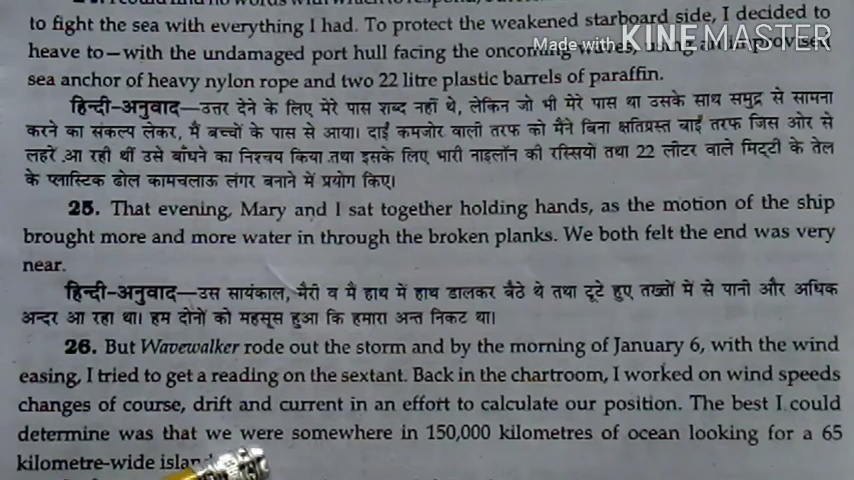 to fight the sea with everything I had. To protect the weakened starboard side, I decided to
heave to—with the undamaged port hull facing the oncoming waves, using an improvised
Made with KINEMASTER
sea anchor of heavy nylon rope and two 22 litre plastic barrels of paraffin.
हिन्दी-अनुवाद—उत्तर देने के लिए मेरे पास शब्द नहीं थे, लेकिन जो भी मेरे पास था उसके साथ समुद्र से सामना
करने का संकल्प लेकर, मैं बच्चों के पास से आया। दाईं कमजोर वाली तरफ को मैंने बिना क्षतिग्रस्त बाईं तरफ जिस ओर से
लहरें आ रही थीं उसे बाँधने का निश्चय किया तथा इसके लिए भारी नाइलॉन की रस्सियों तथा 22 लीटर वाले मिट्टी के तेल
के प्लास्टिक ढोल कामचलाऊ लंगर बनाने में प्रयोग किए।
25. That evening, Mary and I sat together holding hands, as the motion of the ship
brought more and more water in through the broken planks. We both felt the end was very
near.
हिन्दी-अनुवाद—उस सायंकाल, मैरी व मैं हाथ में हाथ डालकर बैठे थे तथा टूटे हुए तख्तों में से पानी और अधिक
अन्दर आ रहा था। हम दोनों को महसूस हुआ कि हमारा अन्त निकट था।
26. But Wavewalker rode out the storm and by the morning of January 6, with the wind
easing, I tried to get a reading on the sextant. Back in the chartroom, I worked on wind speeds
changes of course, drift and current in an effort to calculate our position. The best I could
determine was that we were somewhere in 150,000 kilometres of ocean looking for a 65
kilometre-wide island